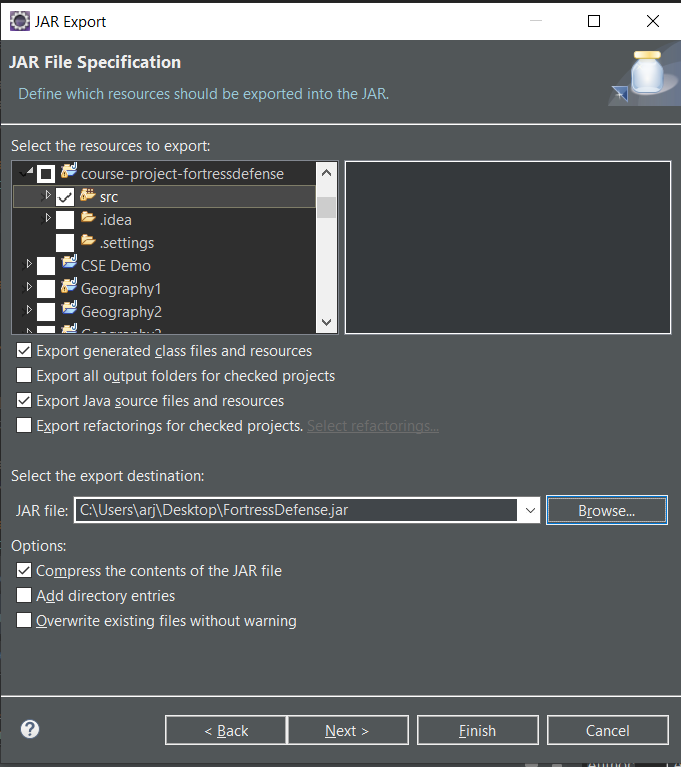 JAR Export
JAR File Specification
Define which resources should be exported into the JAR.
Select the resources to export:
course-project-fortressdefense
src
.idea
.settings
CSE Demo
Geography1
Geography2
Export generated class files and resources
Export all output folders for checked projects
Export Java source files and resources
Export refactorings for checked projects. Select refactorings...
Select the export destination:
JAR file: C:\Users\arj\Desktop\FortressDefense.jar Browse...
Options:
Compress the contents of the JAR file
Add directory entries
Overwrite existing files without warning
? < Back Next > Finish Cancel